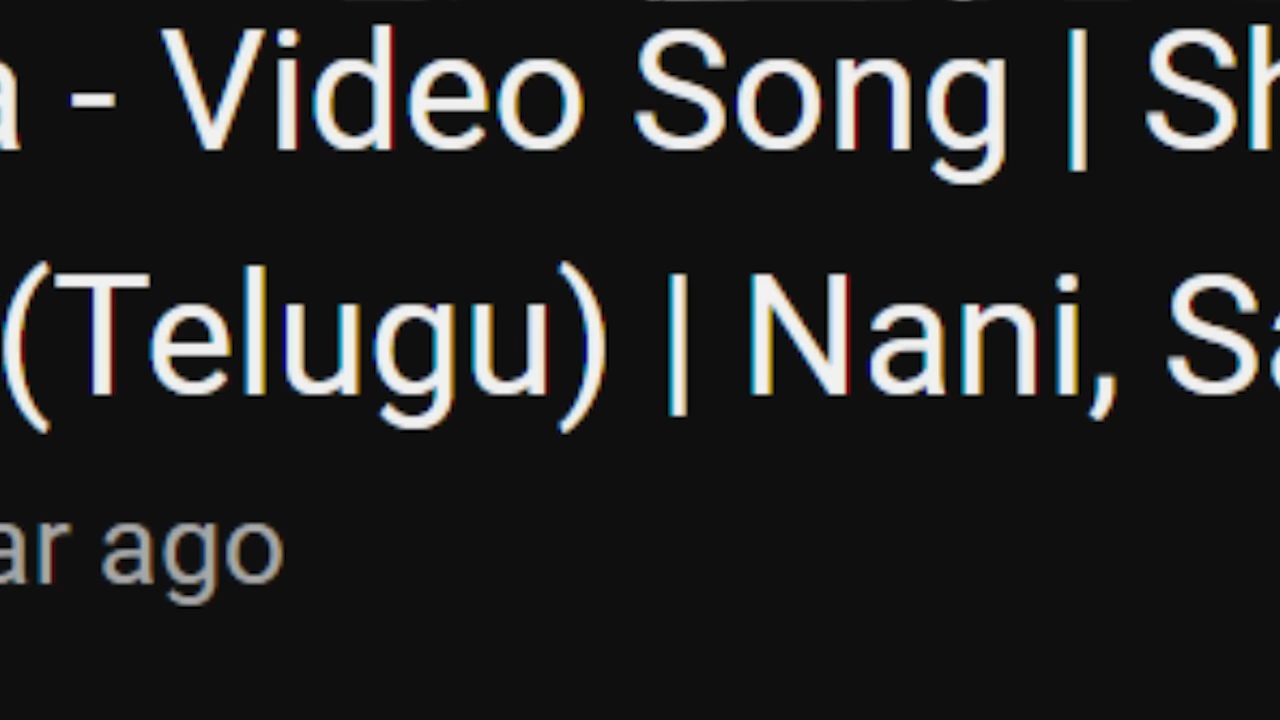 a - Video Song | Sh
(Telugu) | Nani, Sa
ar ago